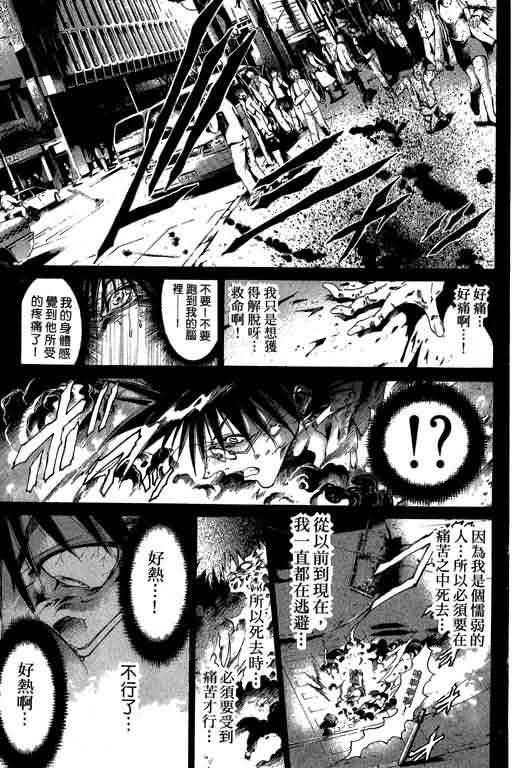 好痛…
好痛啊…
我只是想獲
得解脫呀…
救命啊！
不要！不要
跑到我的腦
裡…
我的身體感
覺到他所受
的疼痛了！
!?
因為我是個懦弱的
人…所以必須要在
痛苦之中死去…
從以前到現在，
我一直都在逃避…
所以死去時…
必須要受到
痛苦才行…
好熱…！
不行了…
好熱啊…